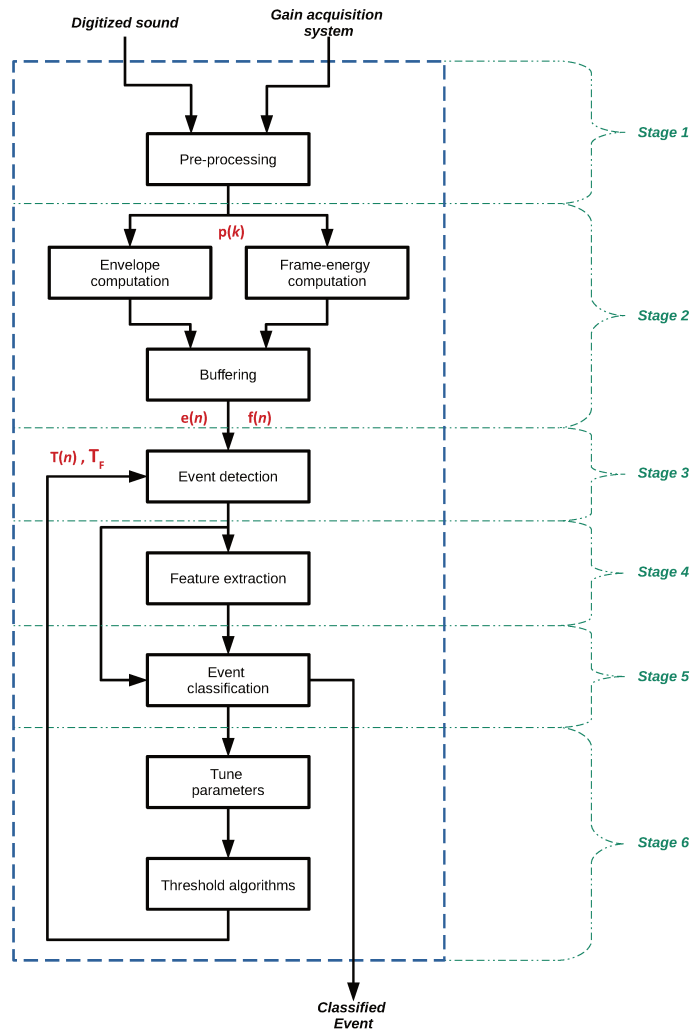 Digitized sound
Gain acquisition
system
Pre-processing
Stage 1
p(k)
Envelope
computation
Frame-energy
computation
Stage 2
Buffering
e(n) f(n)
T(n) , T_F
Event detection
Stage 3
Feature extraction
Stage 4
Event
classification
Stage 5
Tune
parameters
Stage 6
Threshold algorithms
Classified
Event